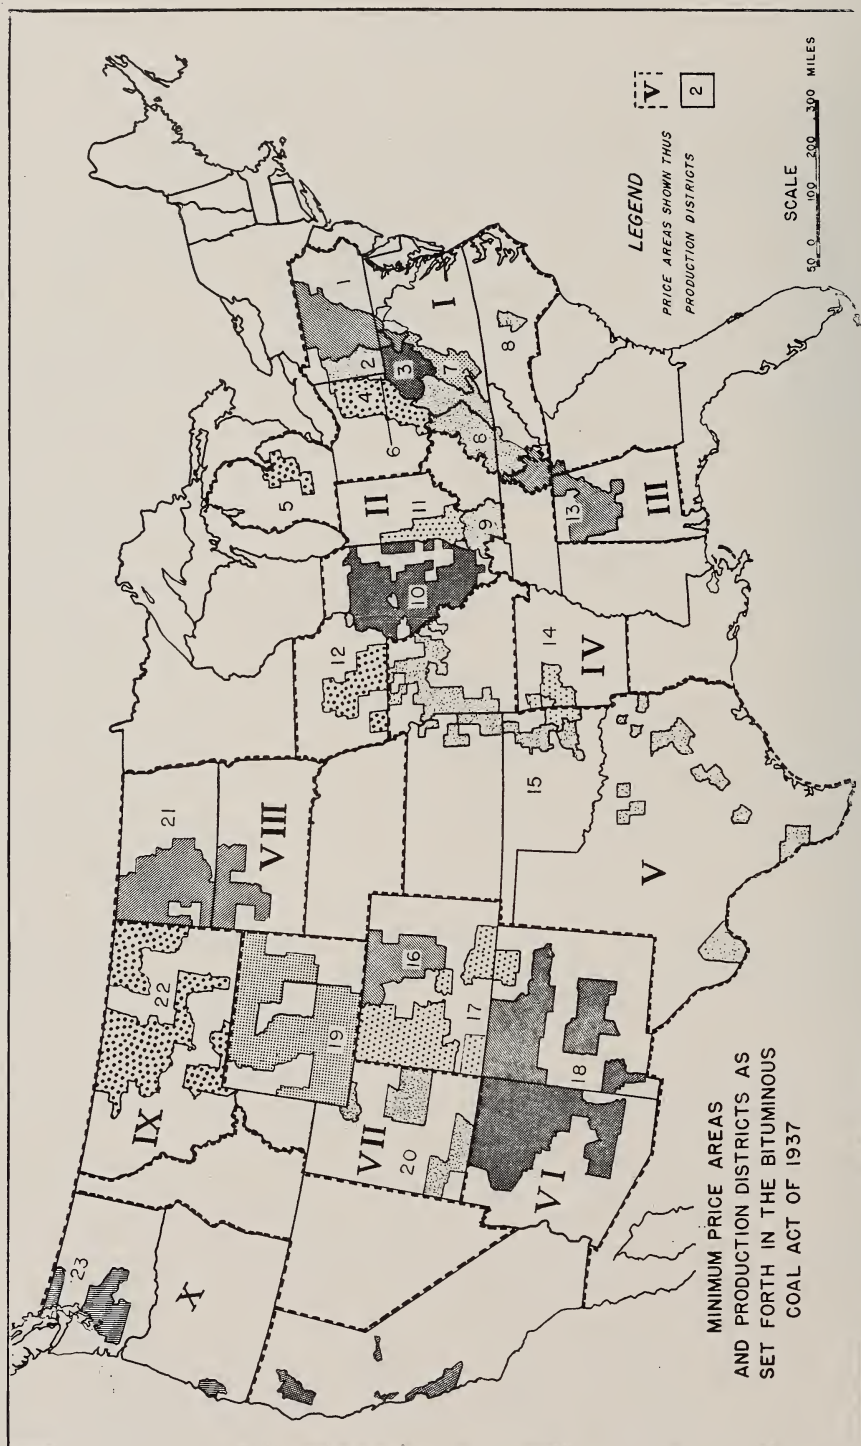 MINIMUM PRICE AREAS
AND PRODUCTION DISTRICTS AS
SET FORTH IN THE BITUMINOUS
COAL ACT OF 1937
LEGEND
PRICE AREAS SHOWN THUS
V
PRODUCTION DISTRICTS
2
SCALE
50 0 100 200 300 MILES
23
X
IX
22
21
VIII
19
VII
20
16
17
VI
18
V
15
12
14
IV
10
5
II
11
9
13
III
6
4
2
1
3
7
8
I
8